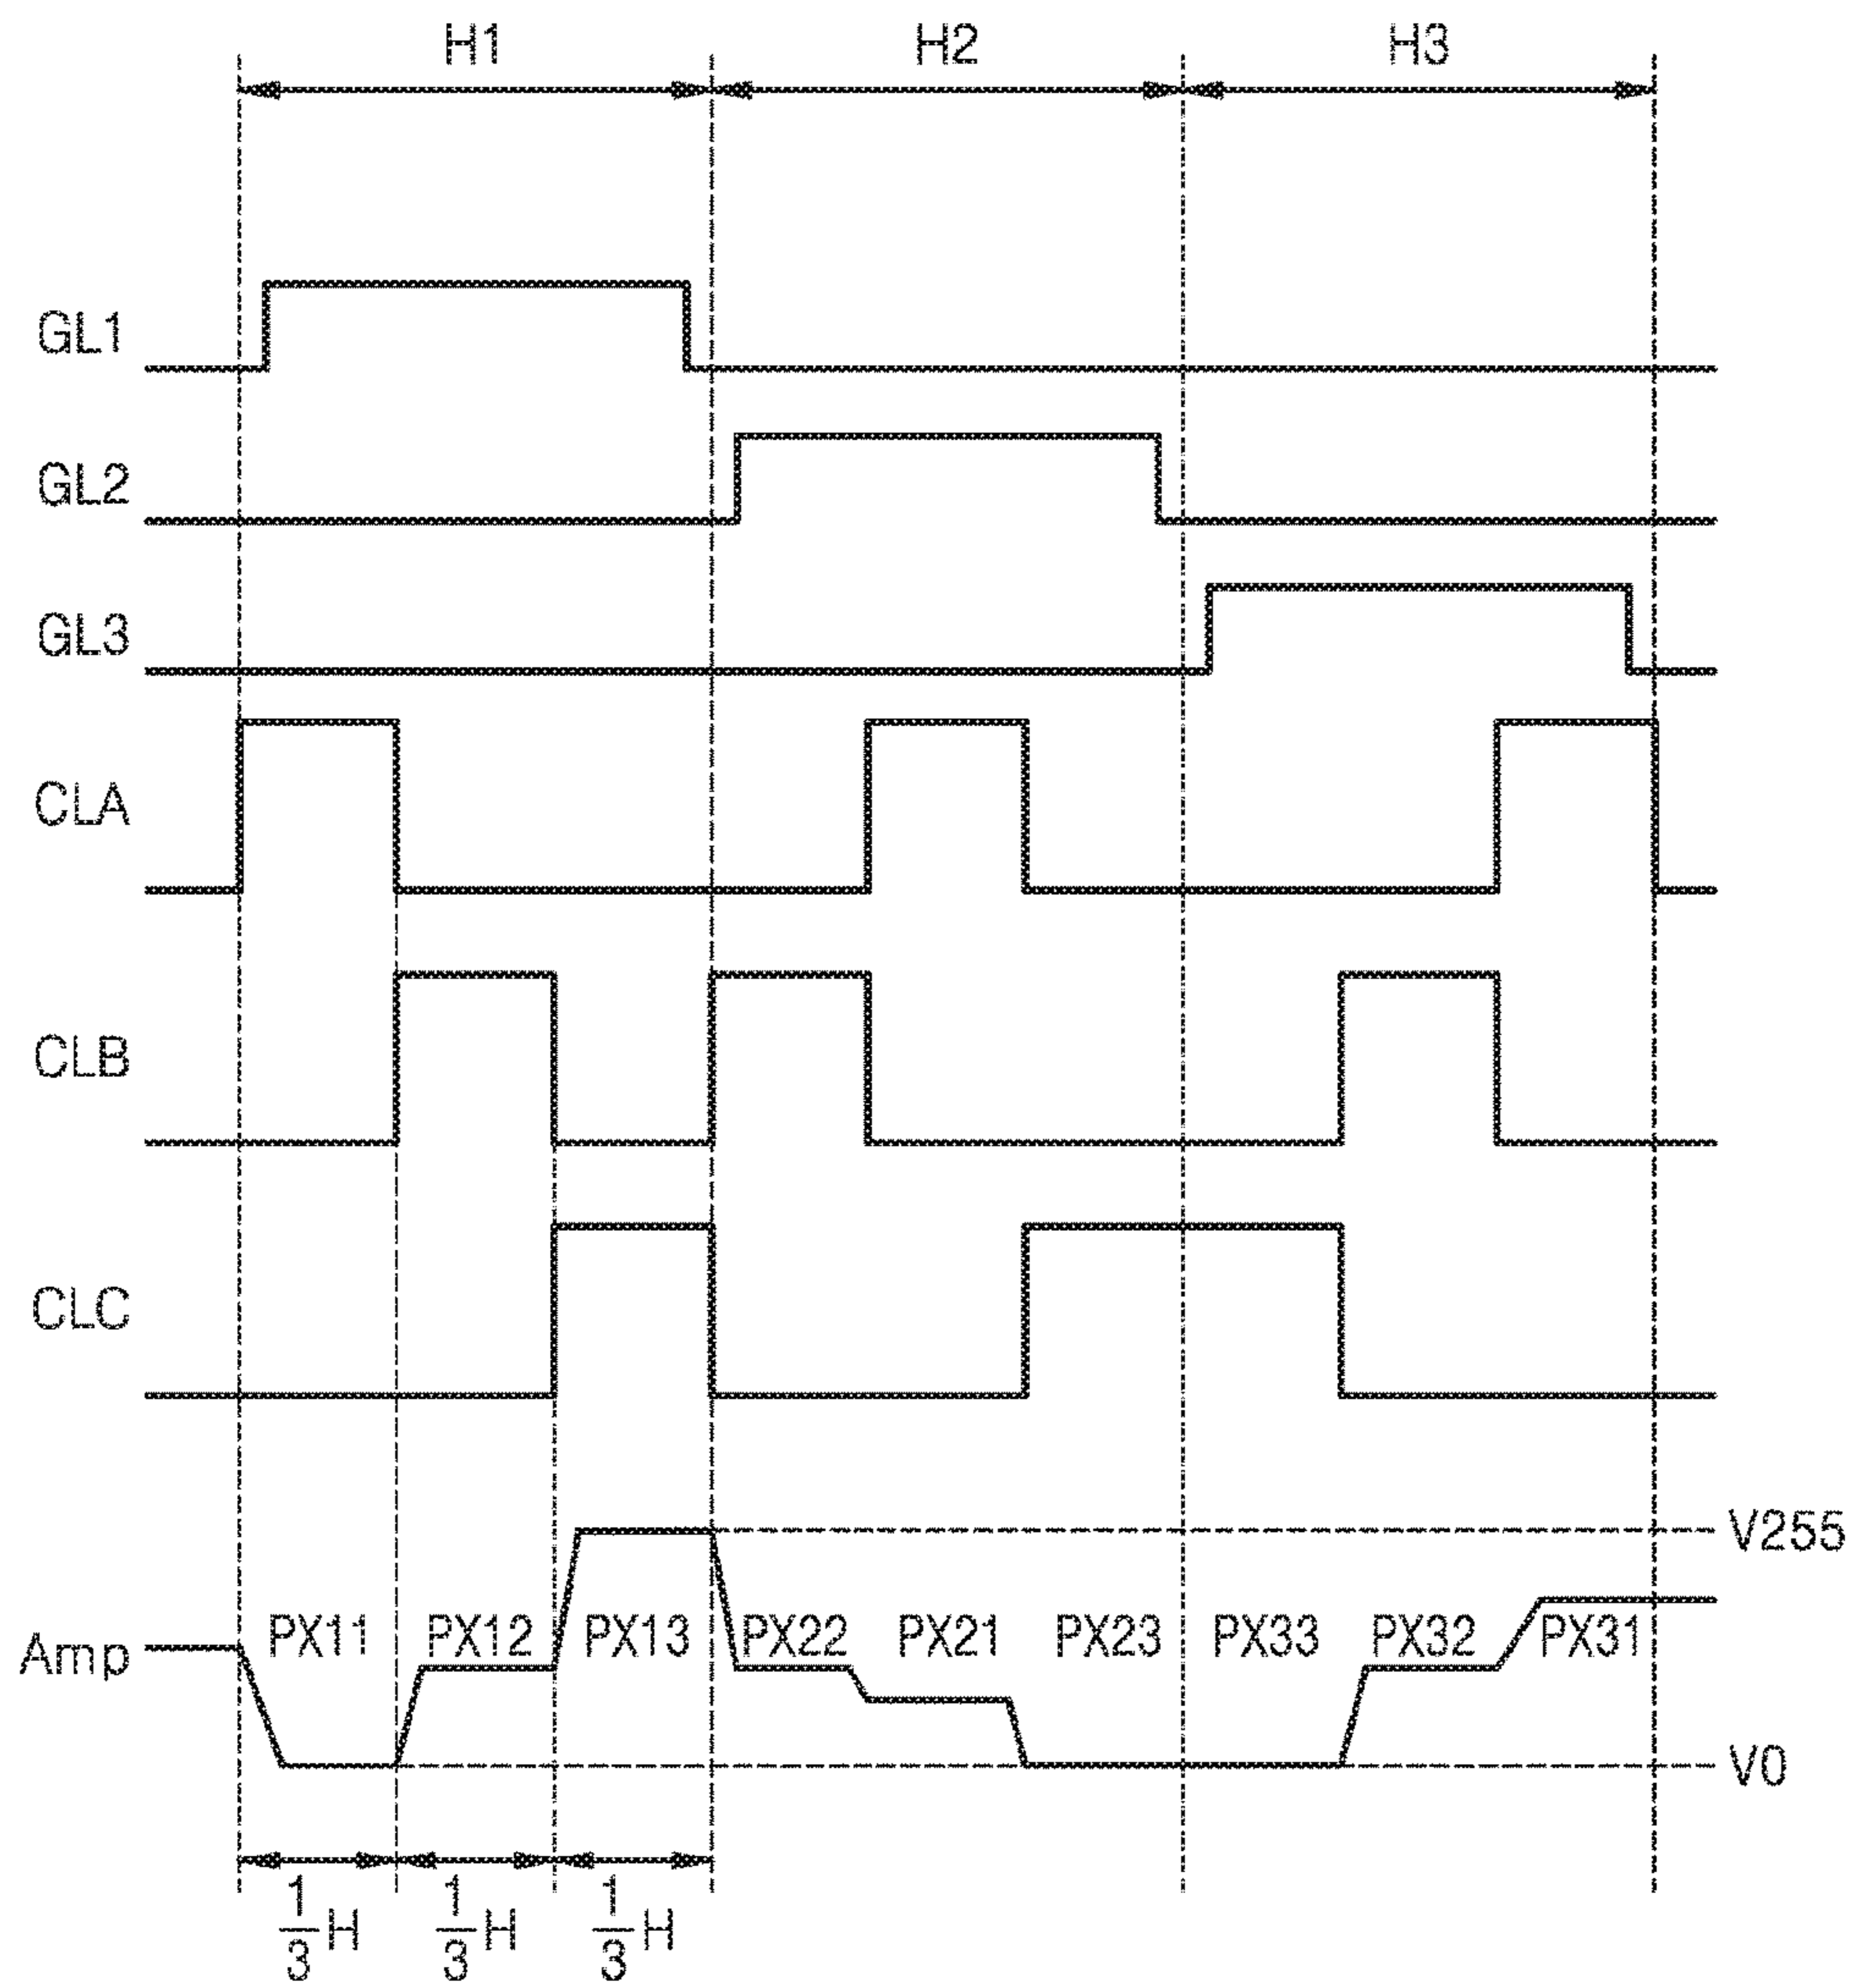 H1 H2 H3
GL1
GL2
GL3
CLA
CLB
CLC
V255
Amp PX11 PX12 PX13 PX22 PX21 PX23 PX33 PX32 PX31
V0
1/3 H 1/3 H 1/3 H